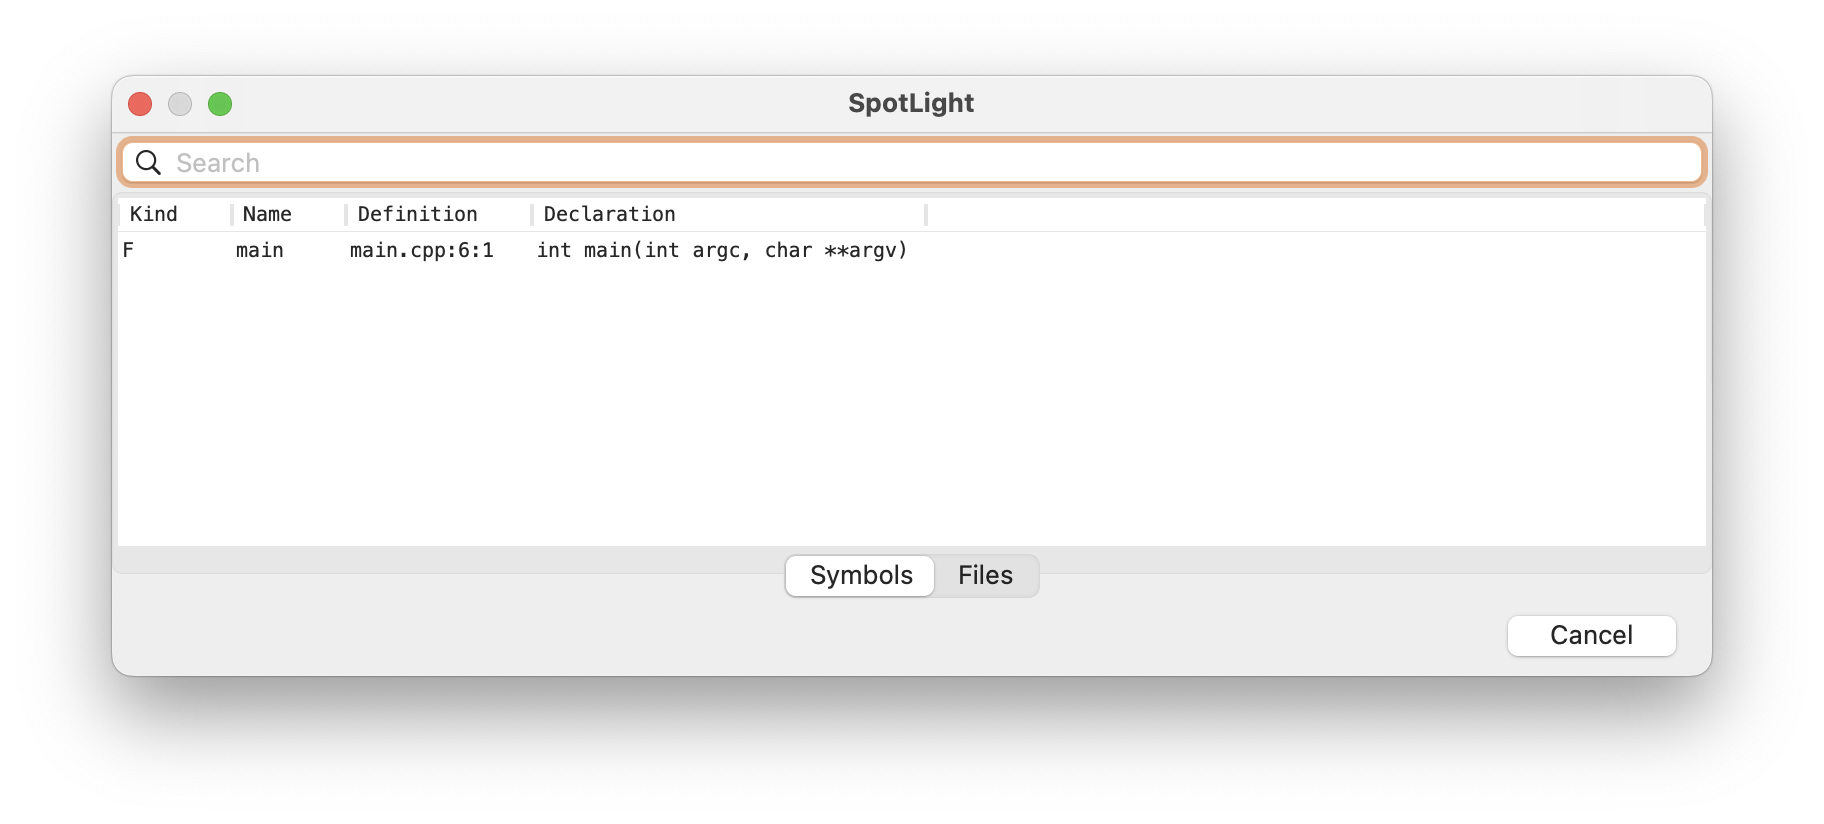 SpotLight
Search
Kind Name Definition Declaration
F main main.cpp:6:1 int main(int argc, char **argv)
Symbols Files
Cancel